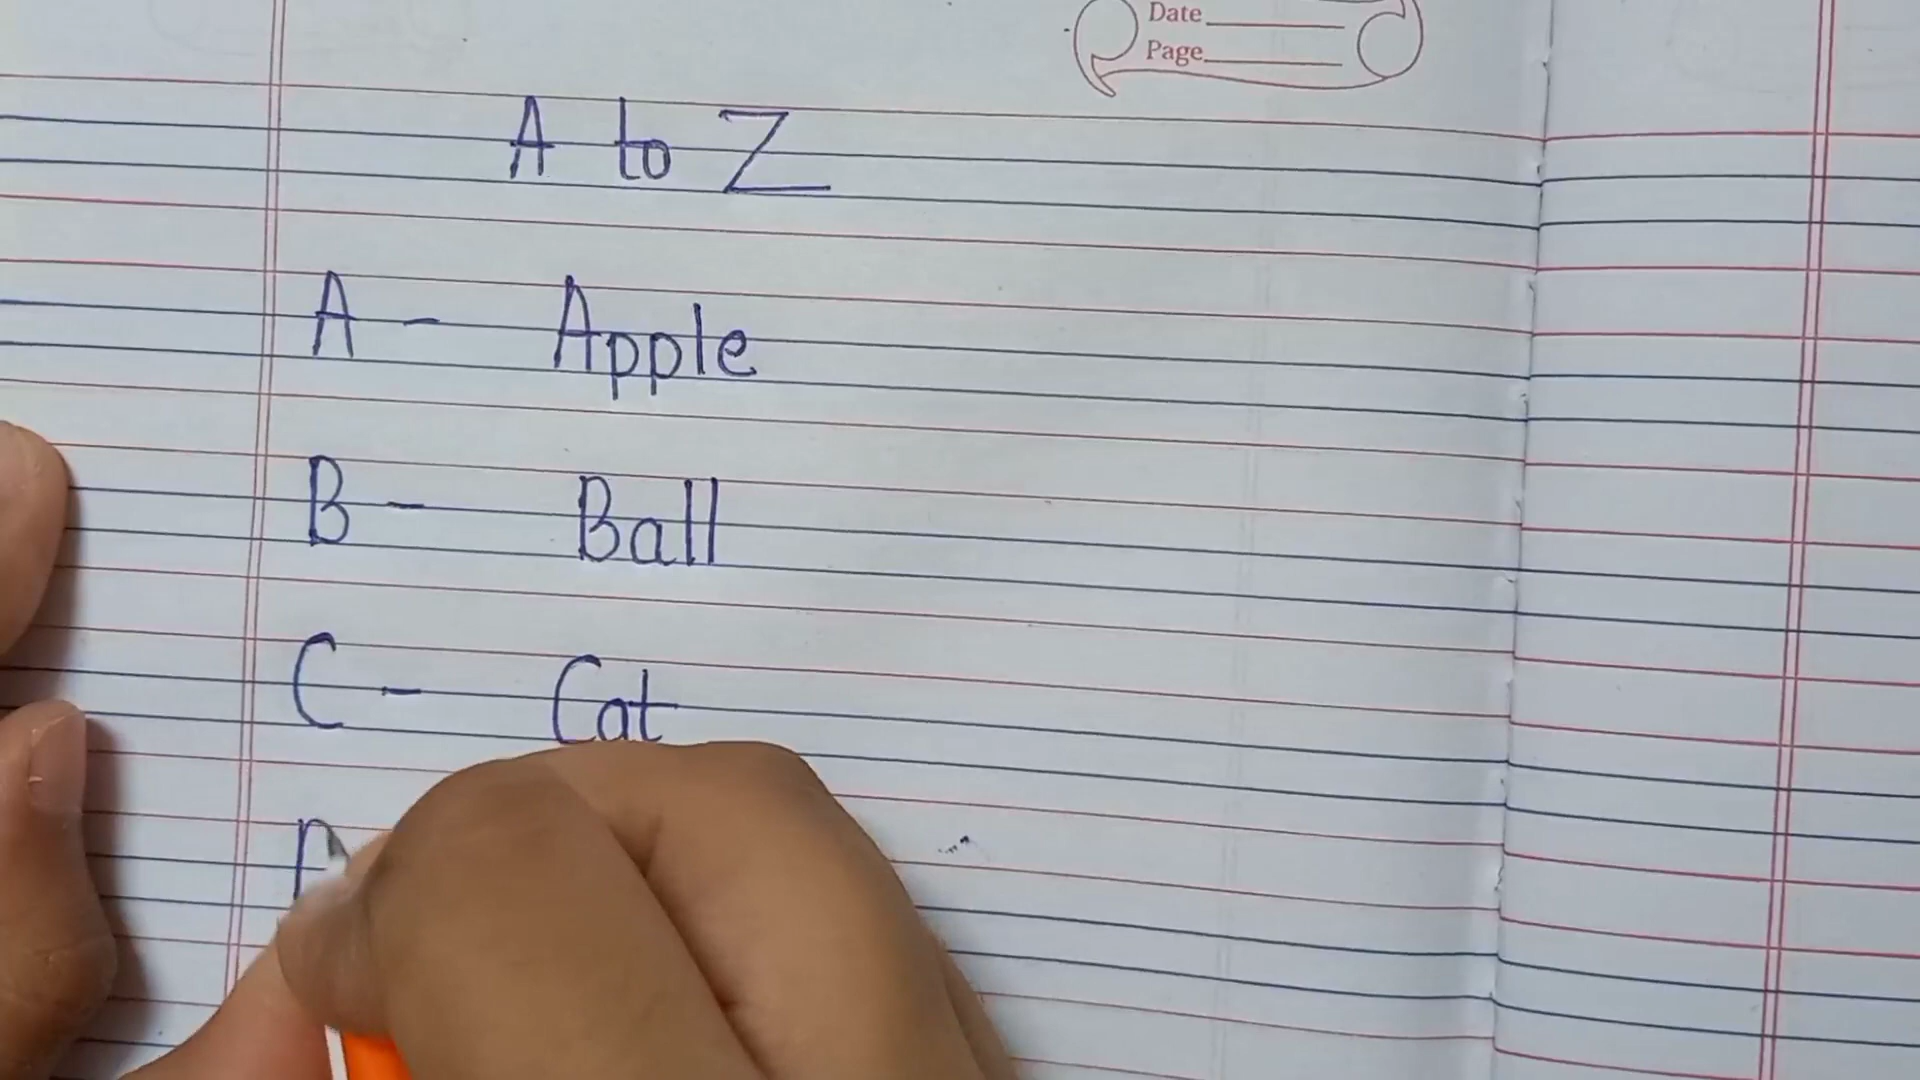 Date
Page
A to Z
A - Apple
B - Ball
C - Cat